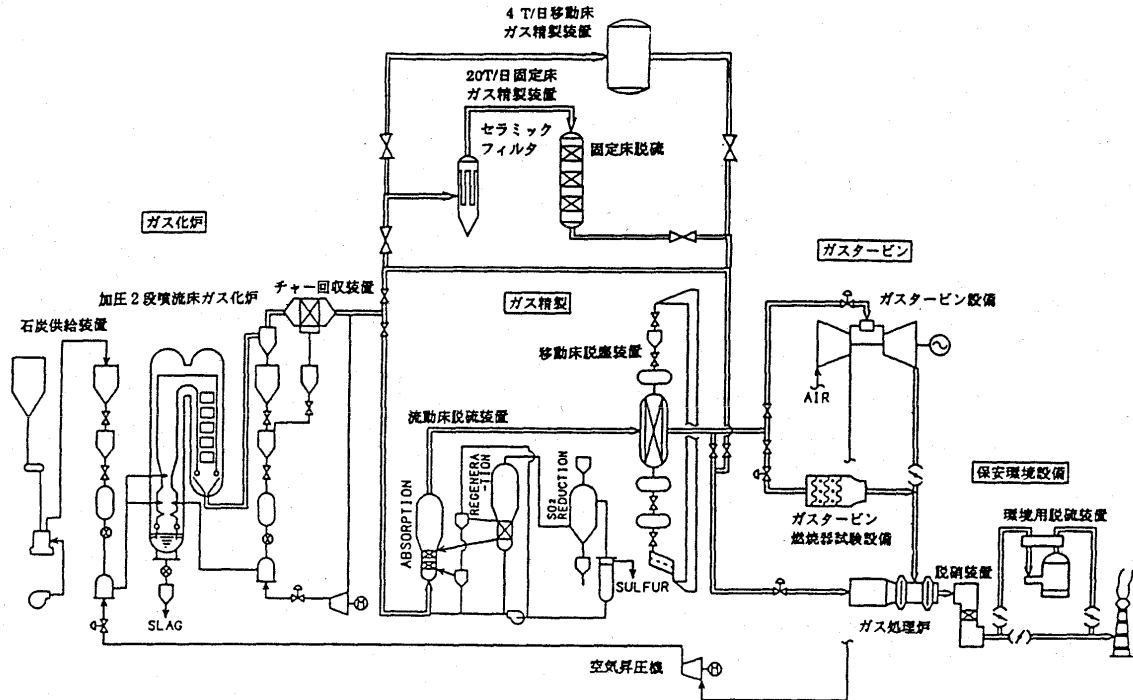 4 T/日移動床
ガス精製装置
20T/日固定床
ガス精製装置
セラミック
フィルタ
固定床脱硫
ガス化炉
ガスタービン
加圧2段噴流床ガス化炉
チャー回収装置
ガス精製
ガスタービン設備
石炭供給装置
移動床脱塵装置
AIR
流動床脱硫装置
ABSORPTION
REGENERA
-TION
SO₂
REDUCTION
SULFUR
ガスタービン
燃焼器試験設備
保安環境設備
環境用脱硫装置
脱硝装置
ガス処理炉
SLAG
空気昇圧機
M
M